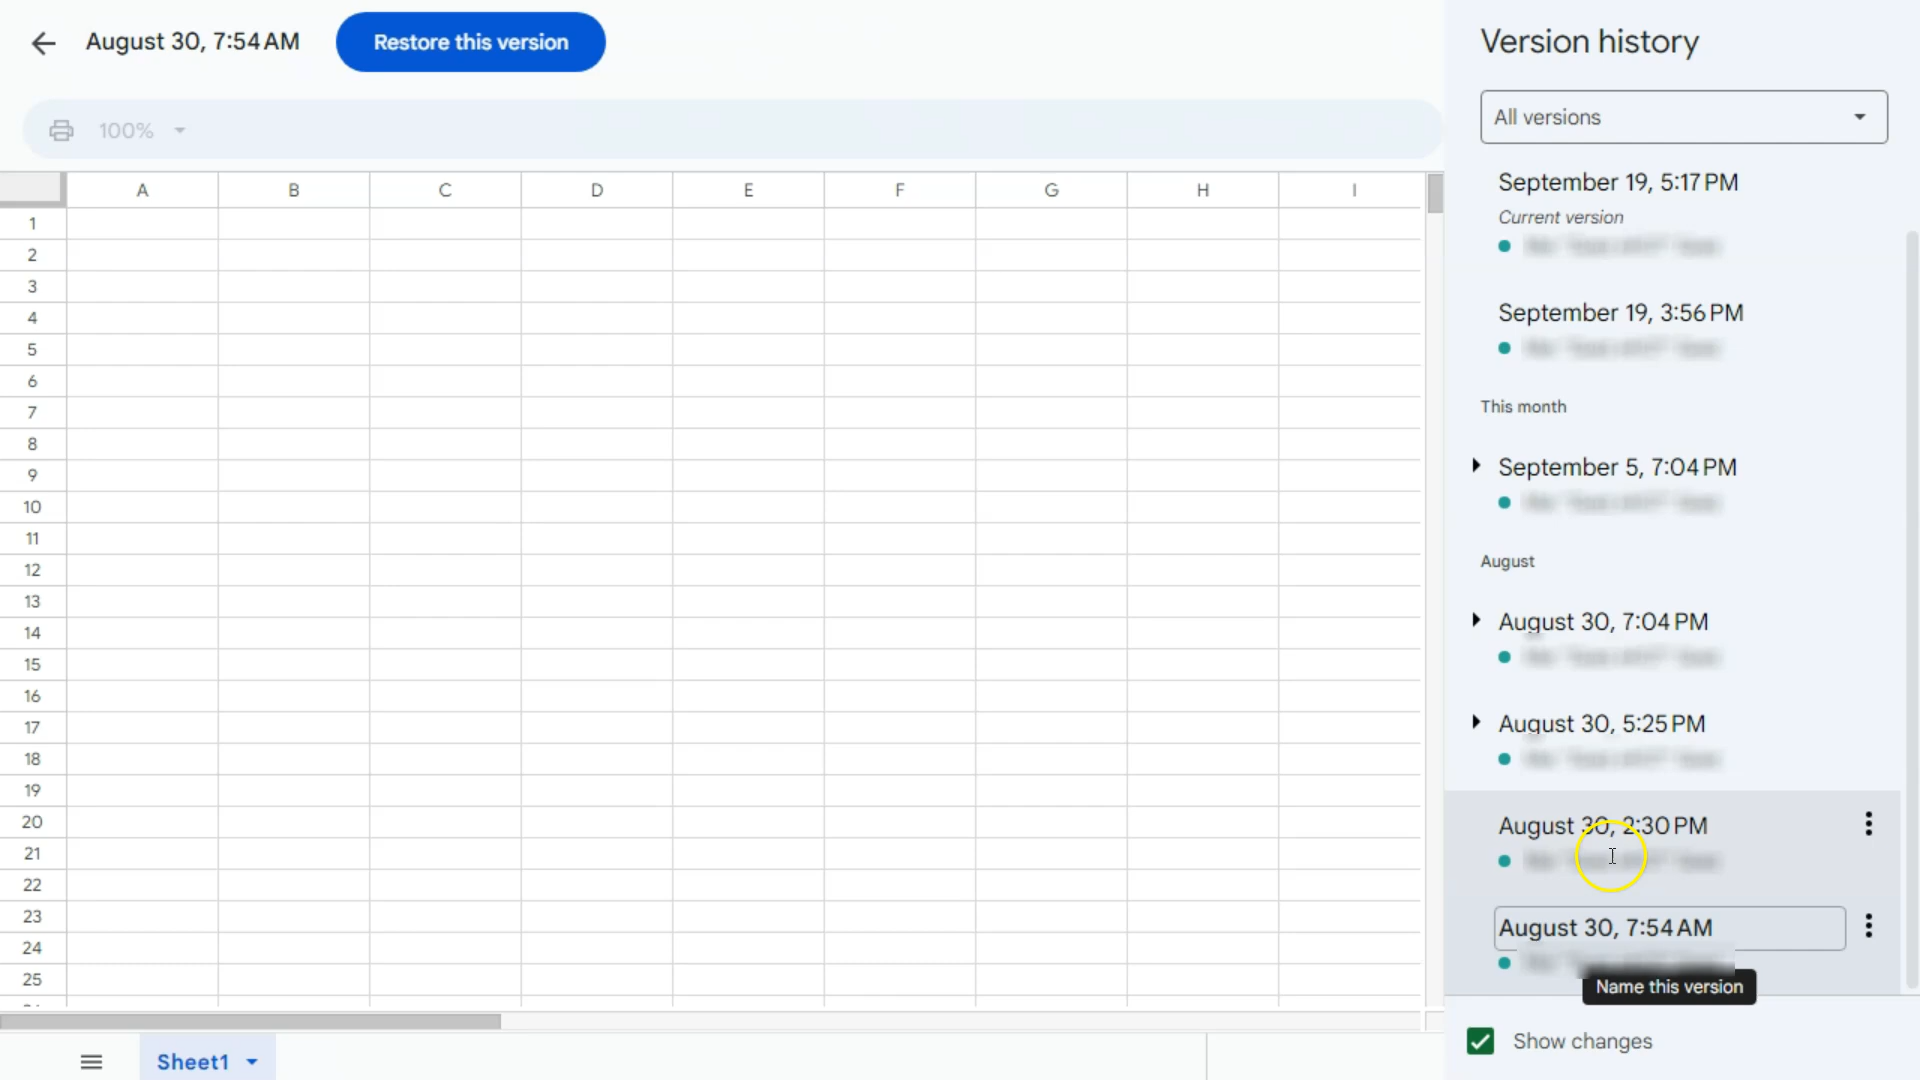 August 30, 7:54 AM
Restore this version
100%
A B C D E F G H I
1
2
3
4
5
6
7
8
9
10
11
12
13
14
15
16
17
18
19
20
21
22
23
24
25
Sheet1
Version history
All versions
September 19, 5:17 PM
Current version
September 19, 3:56 PM
This month
September 5, 7:04 PM
August
August 30, 7:04 PM
August 30, 5:25 PM
August 30, 2:30 PM
August 30, 7:54 AM
Name this version
Show changes